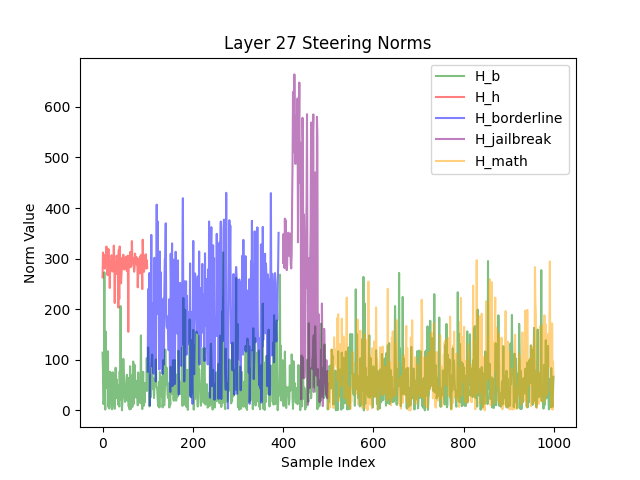 Layer 27 Steering Norms
H_b
H_h
H_borderline
H_jailbreak
H_math
Norm Value
600
500
400
300
200
100
0
0 200 400 600 800 1000
Sample Index